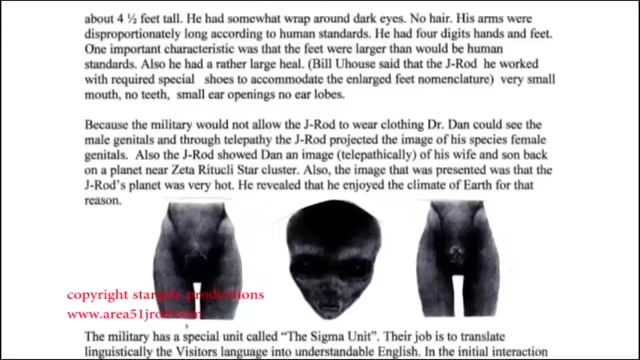 about 4 ½ feet tall. He had somewhat wrap around dark eyes. No hair. His arms were
disproportionately long according to human standards. He had four digits hands and feet.
One important characteristic was that the feet were larger than would be human
standards. Also he had a rather large heal. (Bill Uhouse said that the J-Rod he worked
with required special shoes to accommodate the enlarged feet nomenclature) very small
mouth, no teeth, small ear openings no ear lobes.
Because the military would not allow the J-Rod to wear clothing Dr. Dan could see the
male genitals and through telepathy the J-Rod projected the image of his species female
genitals. Also the J-Rod showed Dan an image (telepathically) of his wife and son back
on a planet near Zeta Ritucli Star cluster. Also, the image that was presented was that the
J-Rod's planet was very hot. He revealed that he enjoyed the climate of Earth for that
reason.
copyright stargate productions
www.area51jrod.com
The military has a special unit called "The Sigma Unit". Their job is to translate
linguistically the Visitors language into understandable English. In the initial interaction